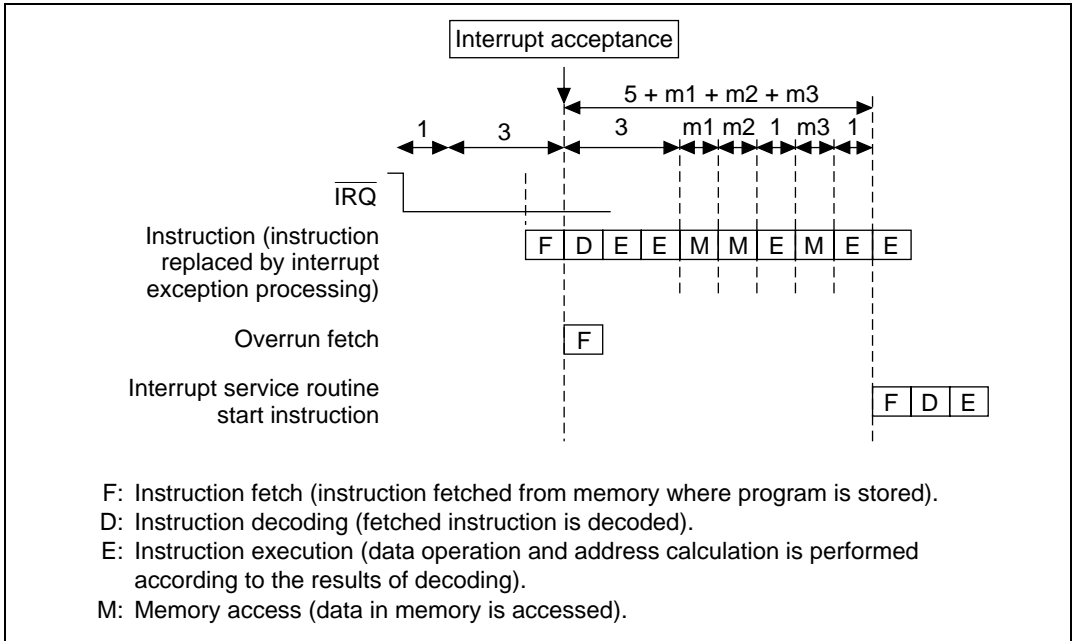 Interrupt acceptance
5 + m1 + m2 + m3
1 3 3 m1 m2 1 m3 1
IRQ
Instruction (instruction
replaced by interrupt
exception processing)
F D E E M M E M E E
Overrun fetch
F
Interrupt service routine
start instruction
F D E
F: Instruction fetch (instruction fetched from memory where program is stored).
D: Instruction decoding (fetched instruction is decoded).
E: Instruction execution (data operation and address calculation is performed
according to the results of decoding).
M: Memory access (data in memory is accessed).